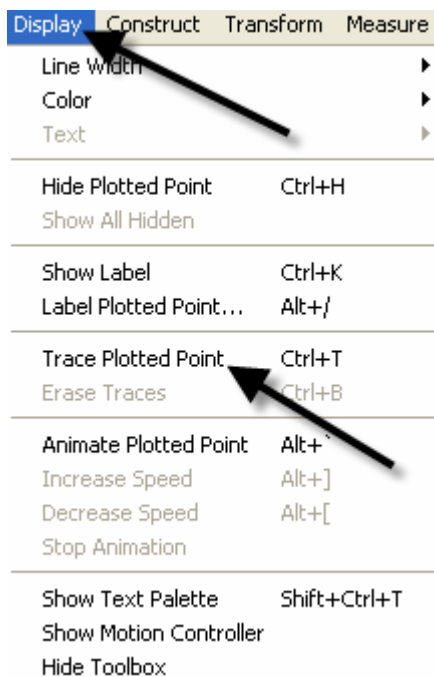 Display Construct Transform Measure
Line Width
Color
Text
Hide Plotted Point Ctrl+H
Show All Hidden
Show Label Ctrl+K
Label Plotted Point... Alt+/
Trace Plotted Point Ctrl+T
Erase Traces Ctrl+B
Animate Plotted Point Alt+`
Increase Speed Alt+]
Decrease Speed Alt+[
Stop Animation
Show Text Palette Shift+Ctrl+T
Show Motion Controller
Hide Toolbox